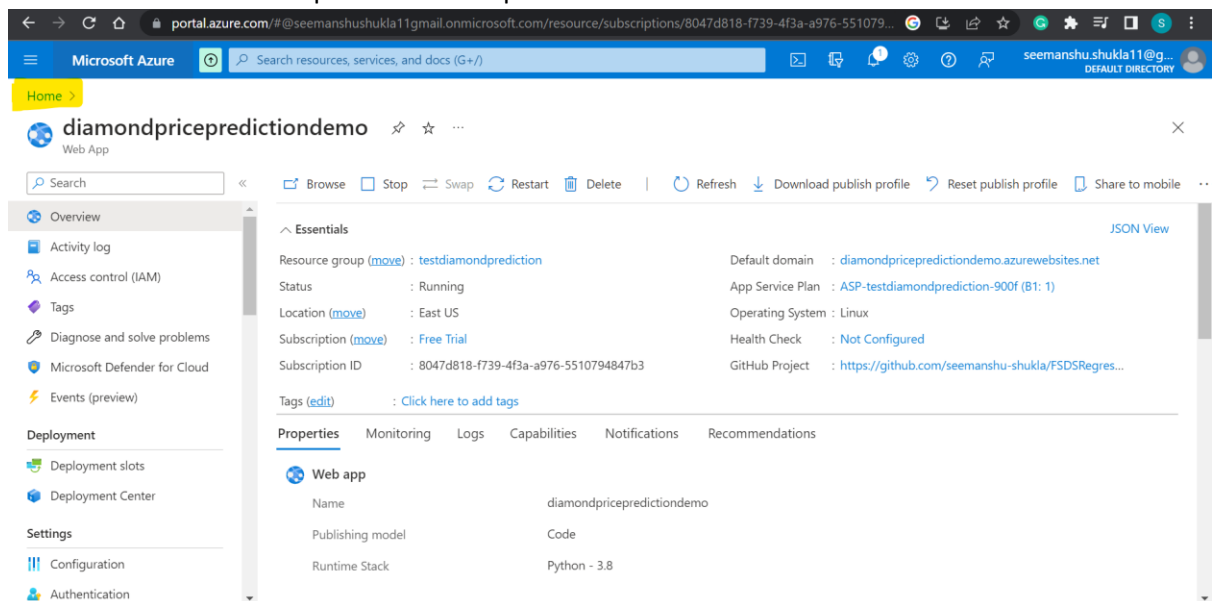 portal.azure.com/#@seemanshushukla11gmail.onmicrosoft.com/resource/subscriptions/8047d818-f739-4f3a-a976-551079...
S
Microsoft Azure
Search resources, services, and docs (G+/)
1
seemanshu.shukla11@g...
DEFAULT DIRECTORY
Home >
diamondpricepredictiondemo
Web App
Search
Browse Stop Swap Restart Delete Refresh Download publish profile Reset publish profile Share to mobile
Overview
Activity log
Access control (IAM)
Tags
Diagnose and solve problems
Microsoft Defender for Cloud
Events (preview)
Deployment
Deployment slots
Deployment Center
Settings
Configuration
Authentication
Essentials
JSON View
Resource group (move) : testdiamondprediction
Status : Running
Location (move) : East US
Subscription (move) : Free Trial
Subscription ID : 8047d818-f739-4f3a-a976-5510794847b3
Default domain : diamondpricepredictiondemo.azurewebsites.net
App Service Plan : ASP-testdiamondprediction-900f (B1: 1)
Operating System : Linux
Health Check : Not Configured
GitHub Project : https://github.com/seemanshu-shukla/FSDSRegres...
Tags (edit) : Click here to add tags
Properties Monitoring Logs Capabilities Notifications Recommendations
Web app
Name diamondpricepredictiondemo
Publishing model Code
Runtime Stack Python - 3.8